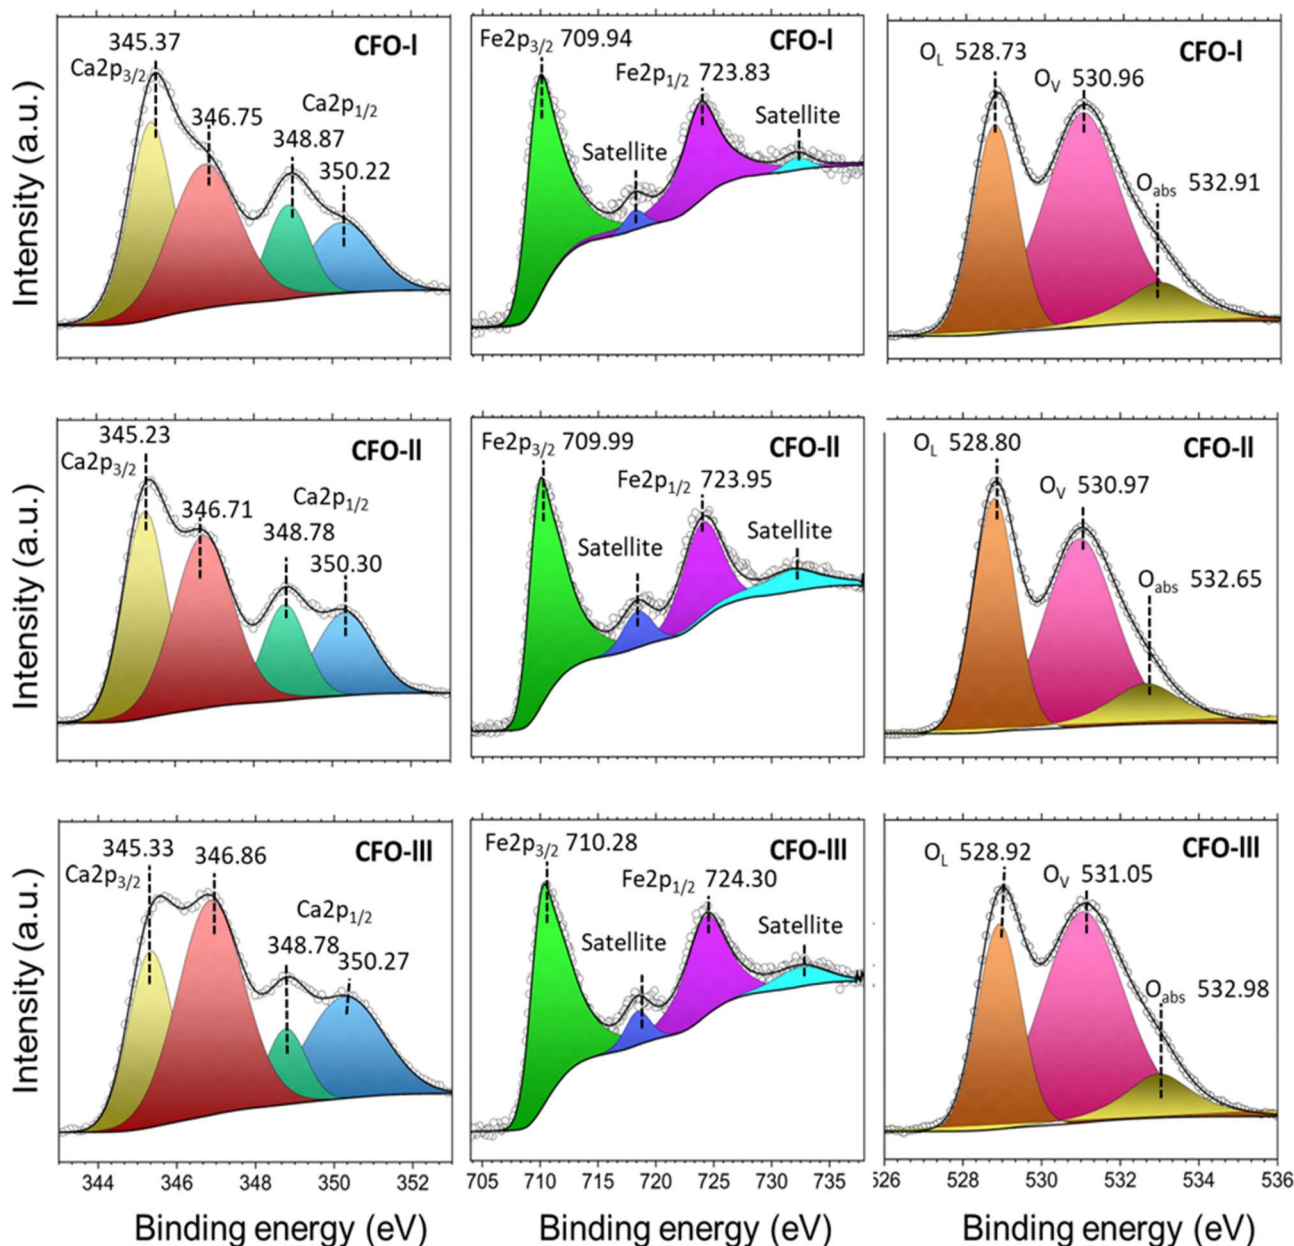 345.37
CFO-I
Ca2p3/2
346.75
Ca2p1/2
348.87
350.22
Intensity (a.u.)
Fe2p3/2 709.94
CFO-I
Fe2p1/2 723.83
Satellite
Satellite
OL 528.73
CFO-I
OV 530.96
Oabs 532.91
345.23
CFO-II
Ca2p3/2
346.71
Ca2p1/2
348.78
350.30
Intensity (a.u.)
Fe2p3/2 709.99
CFO-II
Fe2p1/2 723.95
Satellite
Satellite
OL 528.80
CFO-II
OV 530.97
Oabs 532.65
345.33
346.86
CFO-III
Ca2p3/2
Ca2p1/2
348.78
350.27
Intensity (a.u.)
344 346 348 350 352
Binding energy (eV)
Fe2p3/2 710.28
CFO-III
Fe2p1/2 724.30
Satellite
Satellite
705 710 715 720 725 730 735
Binding energy (eV)
OL 528.92
CFO-III
OV 531.05
Oabs 532.98
526 528 530 532 534 536
Binding energy (eV)